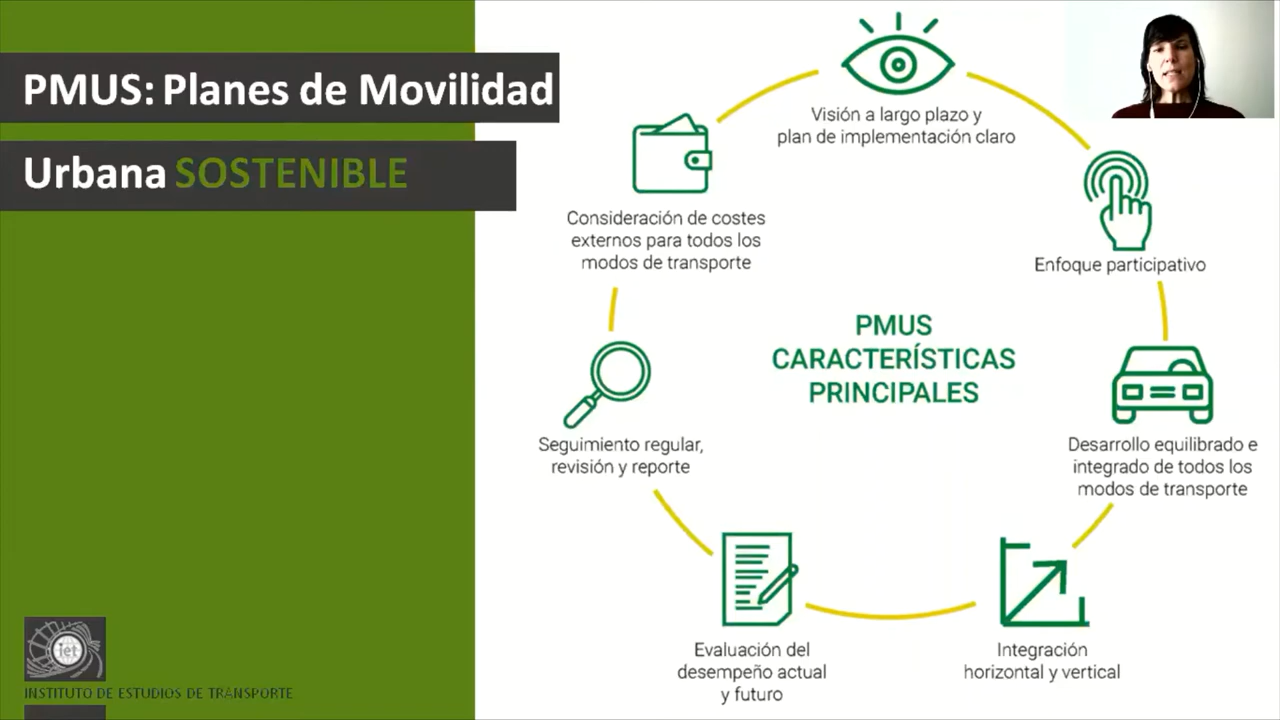 PMUS: Planes de Movilidad
Urbana SOSTENIBLE
Visión a largo plazo y
plan de implementación claro
Enfoque participativo
Desarrollo equilibrado e
integrado de todos los
modos de transporte
Integración
horizontal y vertical
Evaluación del
desempeño actual
y futuro
Seguimiento regular,
revisión y reporte
Consideración de costes
externos para todos los
modos de transporte
PMUS
CARACTERÍSTICAS
PRINCIPALES
iet
INSTITUTO DE ESTUDIOS DE TRANSPORTE